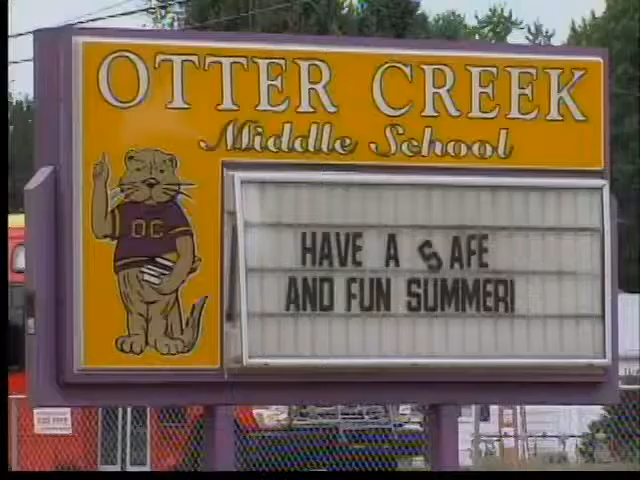 OTTER CREEK
Middle School
OC
HAVE A SAFE
AND FUN SUMMER!